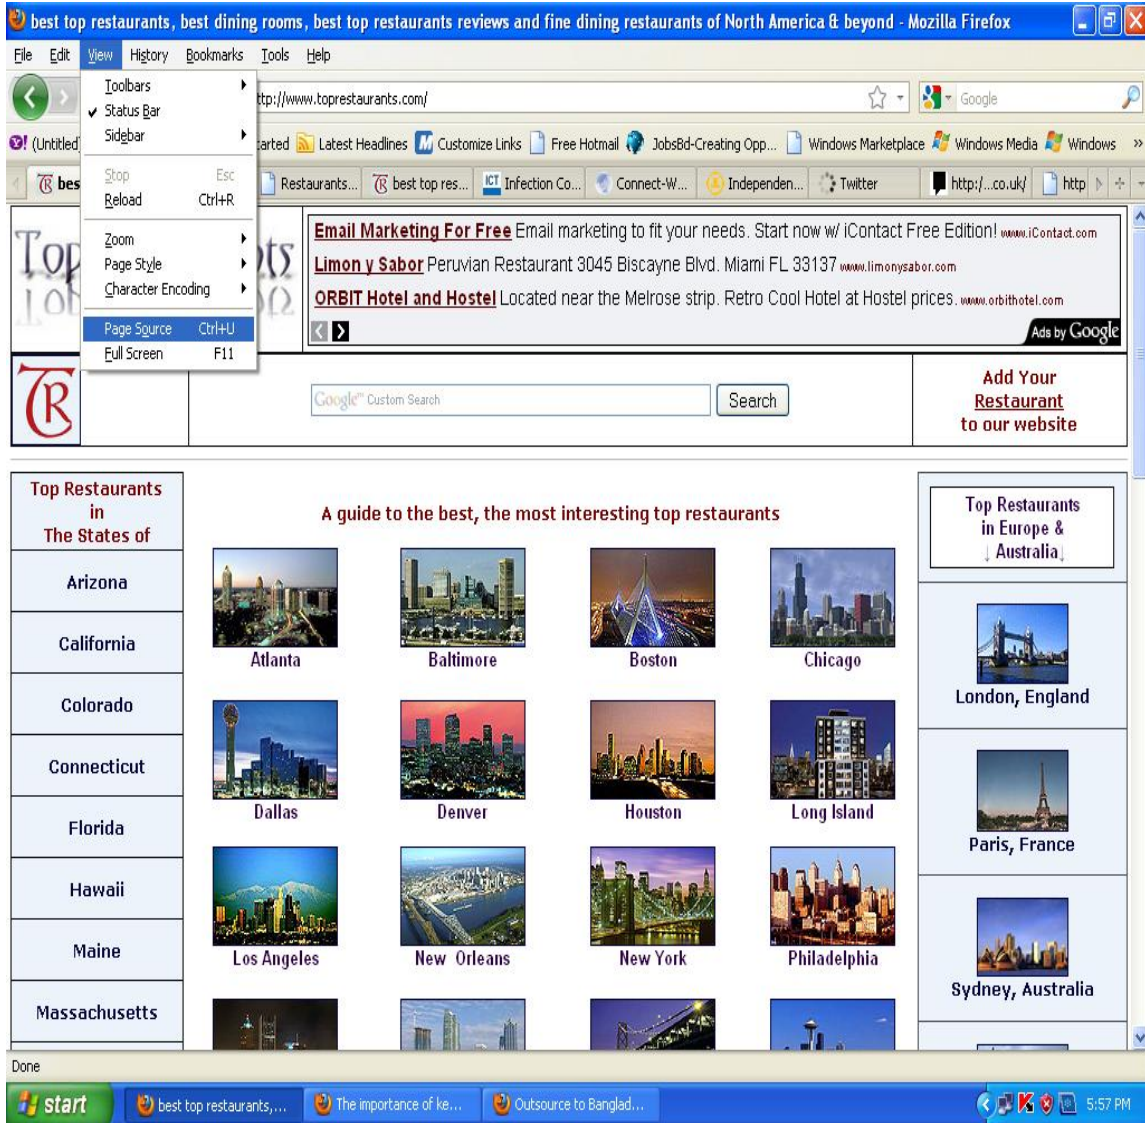 best top restaurants, best dining rooms, best top restaurants reviews and fine dining restaurants of North America & beyond - Mozilla Firefox
File Edit View History Bookmarks Tools Help
ttp://www.toprestaurants.com/
Google
Toolbars
Status Bar
Sidebar
Stop Esc
Reload Ctrl+R
Zoom
Page Style
Character Encoding
Page Source Ctrl+U
Full Screen F11
(Untitled) arted Latest Headlines Customize Links Free Hotmail JobsBd-Creating Opp... Windows Marketplace Windows Media Windows »
bes Restaurants... best top res... ICT Infection Co... Connect-W... Independen... Twitter http:/...co.uk/ http
Top ts
Email Marketing For Free Email marketing to fit your needs. Start now w/ iContact Free Edition! www.iContact.com
Limon y Sabor Peruvian Restaurant 3045 Biscayne Blvd. Miami FL 33137 www.limonysabor.com
ORBIT Hotel and Hostel Located near the Melrose strip. Retro Cool Hotel at Hostel prices. www.orbithotel.com
Ads by Google
TR
Google™ Custom Search
Search
Add Your
Restaurant
to our website
Top Restaurants
in
The States of
Arizona
California
Colorado
Connecticut
Florida
Hawaii
Maine
Massachusetts
A guide to the best, the most interesting top restaurants
Atlanta Baltimore Boston Chicago
Dallas Denver Houston Long Island
Los Angeles New Orleans New York Philadelphia
Top Restaurants
in Europe &
↓ Australia↓
London, England
Paris, France
Sydney, Australia
Done
start best top restaurants,... The importance of ke... Outsource to Banglad... 5:57 PM